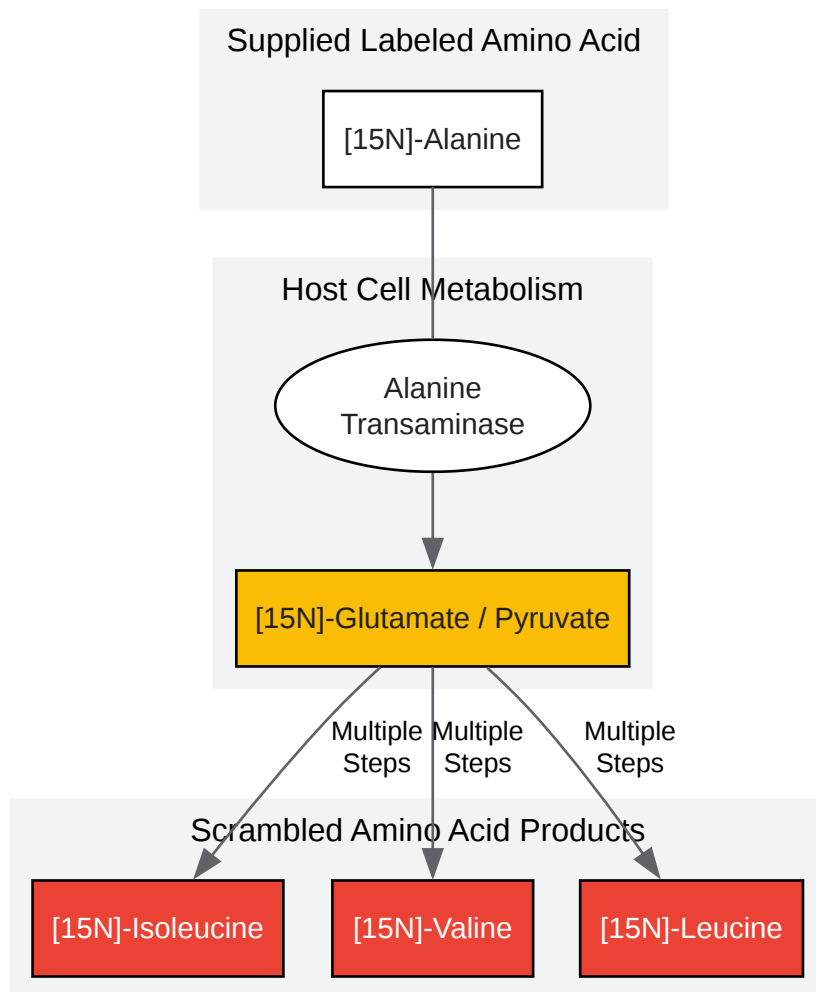 Supplied Labeled Amino Acid
[15N]-Alanine
Host Cell Metabolism
Alanine
Transaminase
[15N]-Glutamate / Pyruvate
Multiple
Steps
Multiple
Steps
Multiple
Steps
Scrambled Amino Acid Products
[15N]-Isoleucine
[15N]-Valine
[15N]-Leucine